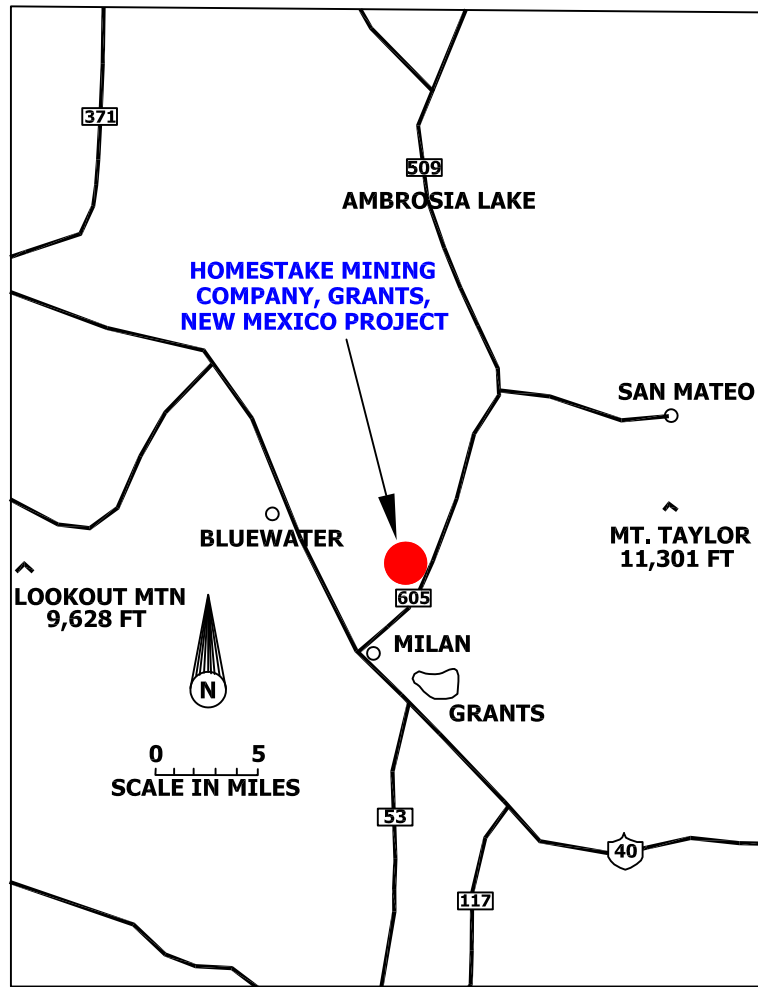 371
509
AMBROSIA LAKE
HOMESTAKE MINING
COMPANY, GRANTS,
NEW MEXICO PROJECT
SAN MATEO
BLUEWATER
MT. TAYLOR
11,301 FT
LOOKOUT MTN
9,628 FT
605
MILAN
N
GRANTS
0 5
SCALE IN MILES
53
40
117